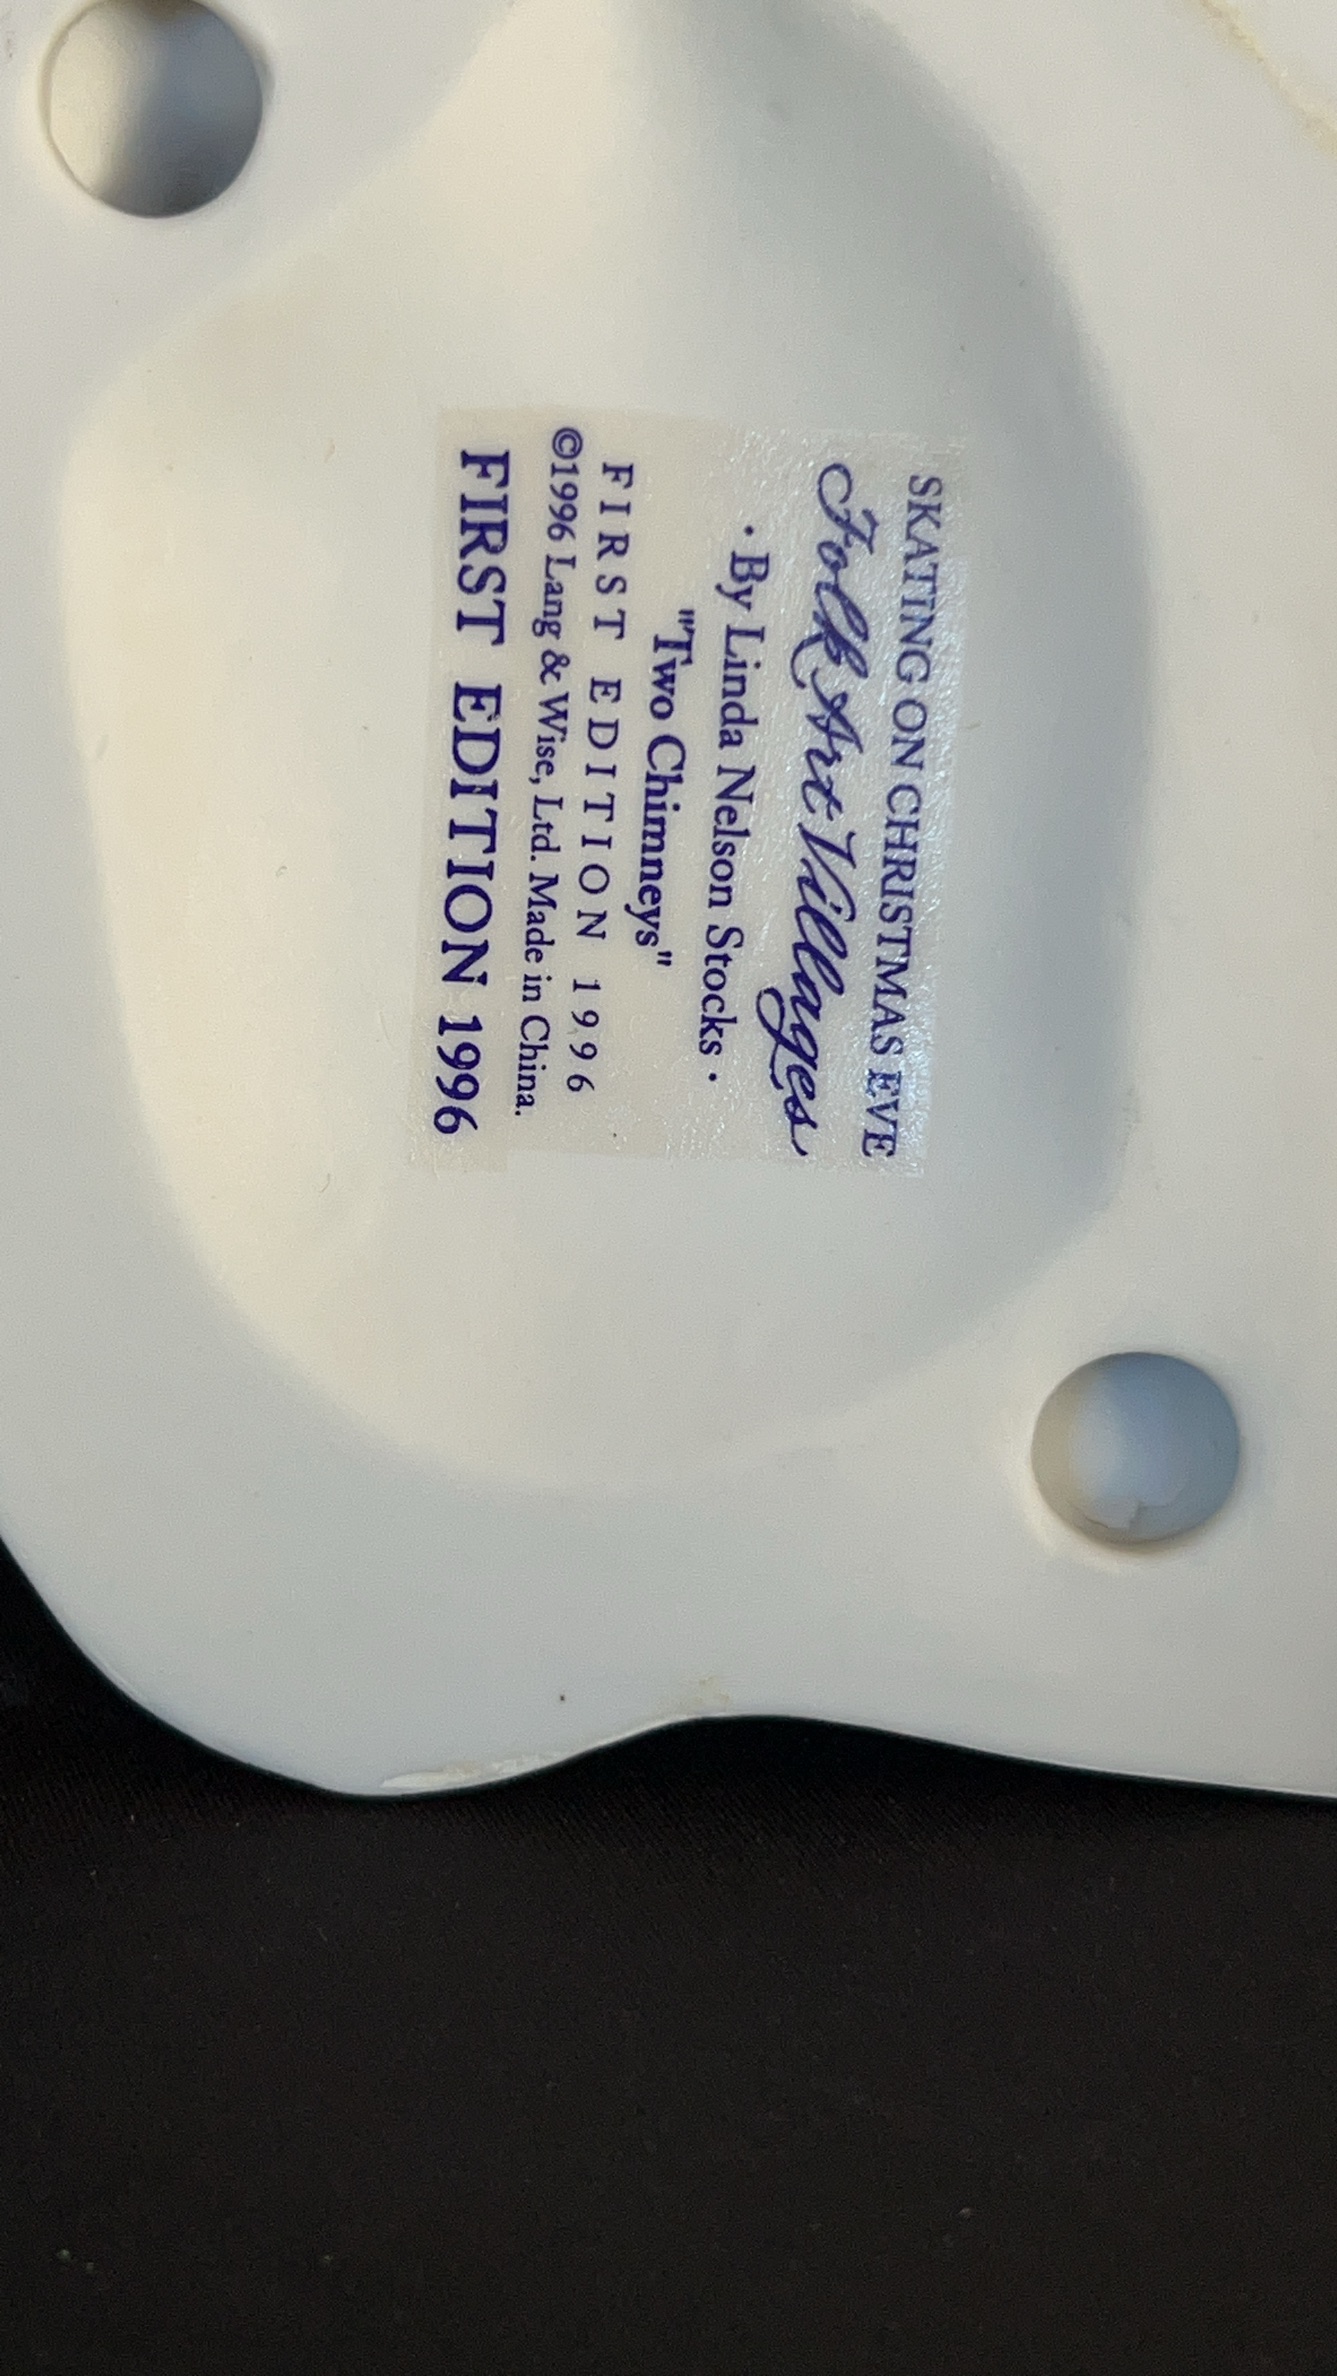 SKATING ON CHRISTMAS EVE
Folk Art Villages
· By Linda Nelson Stocks ·
"Two Chimneys"
FIRST EDITION 1996
©1996 Lang & Wise, Ltd. Made in China.
FIRST EDITION 1996